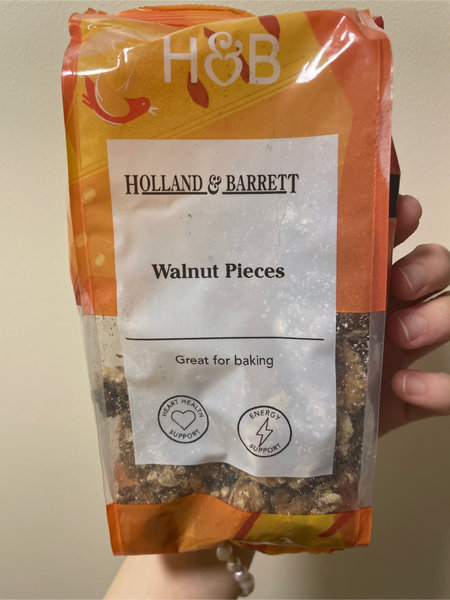 H&B
HOLLAND & BARRETT
Walnut Pieces
Great for baking
HEART HEALTH
SUPPORT
ENERGY
SUPPORT